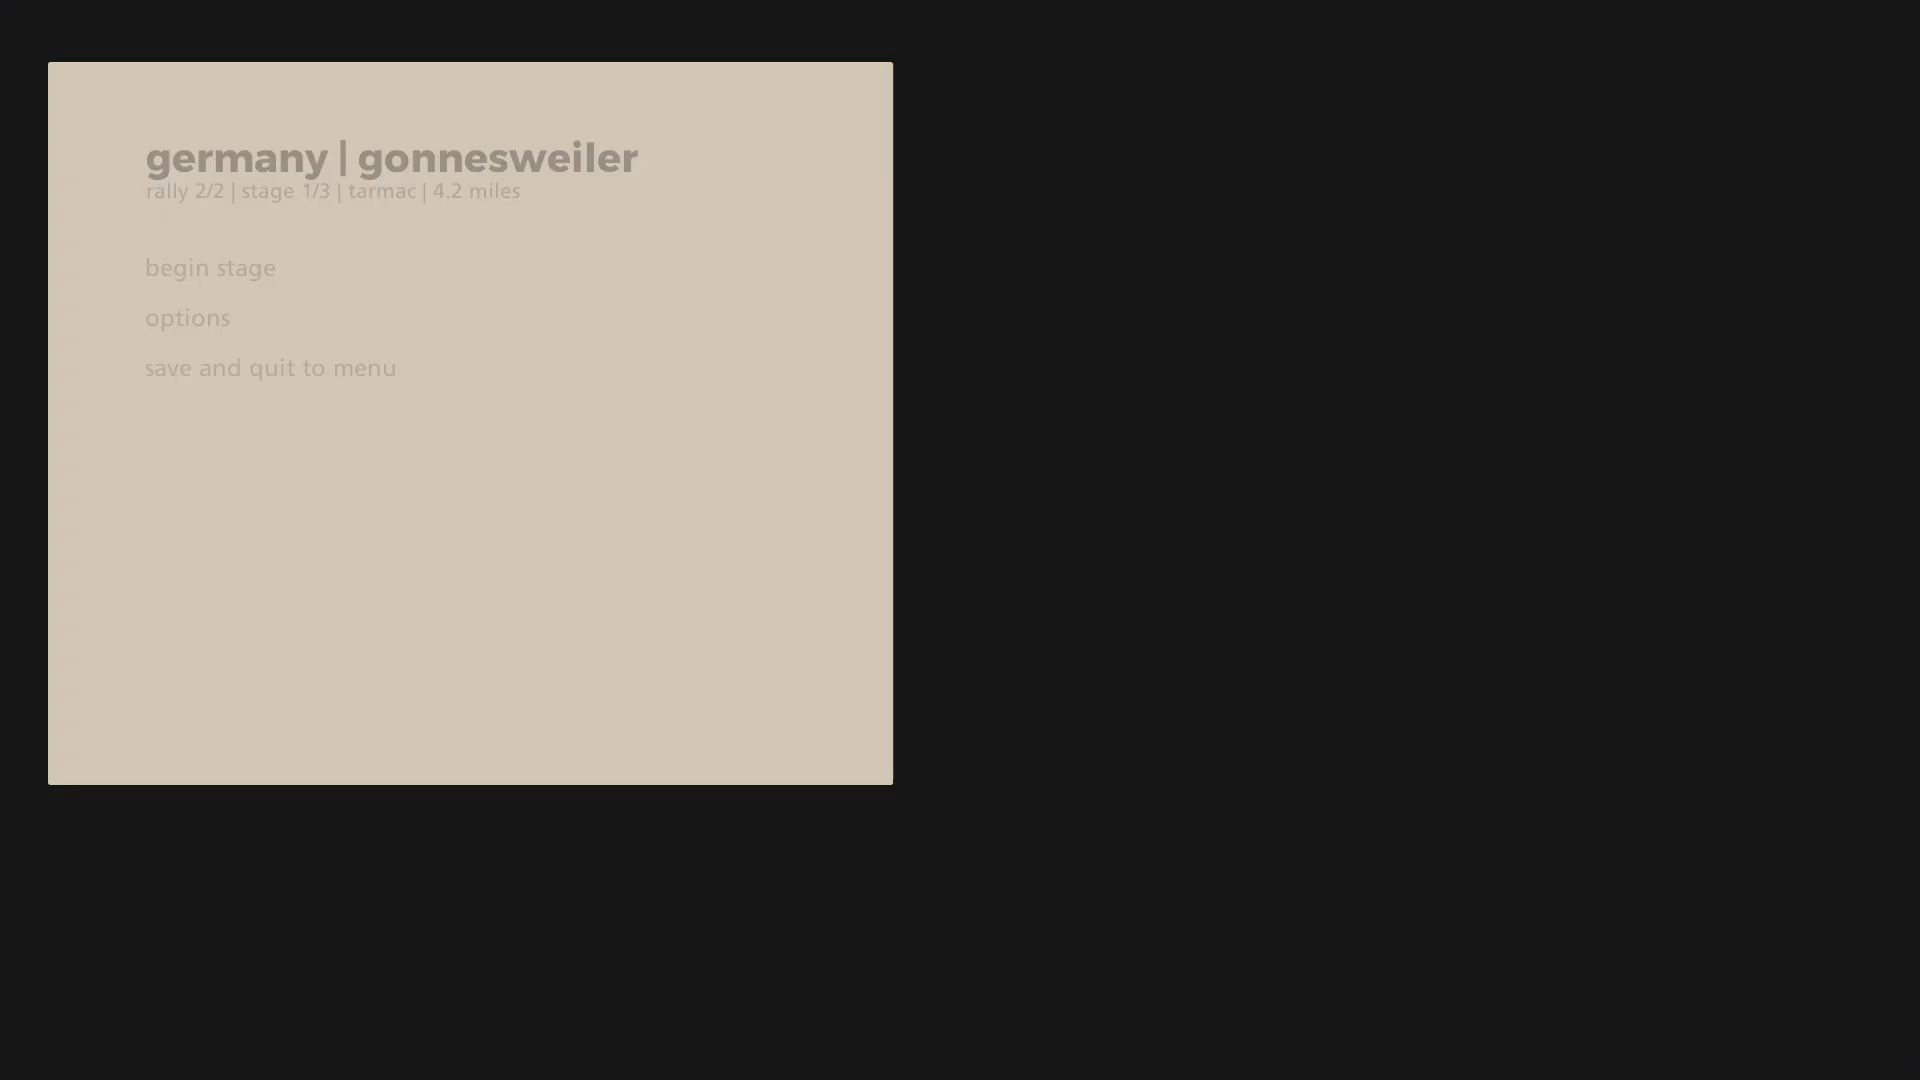 germany | gonnesweiler
rally 2/2 | stage 1/3 | tarmac | 4.2 miles
begin stage
options
save and quit to menu